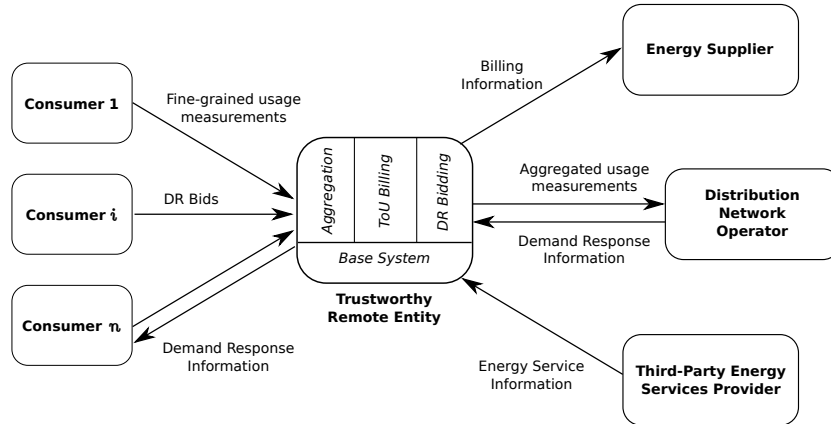 Consumer 1
Consumer i
Consumer n
Fine-grained usage
measurements
DR Bids
Demand Response
Information
Aggregation
ToU Billing
DR Bidding
Base System
Trustworthy
Remote Entity
Billing
Information
Aggregated usage
measurements
Demand Response
Information
Energy Service
Information
Energy Supplier
Distribution
Network
Operator
Third-Party Energy
Services Provider